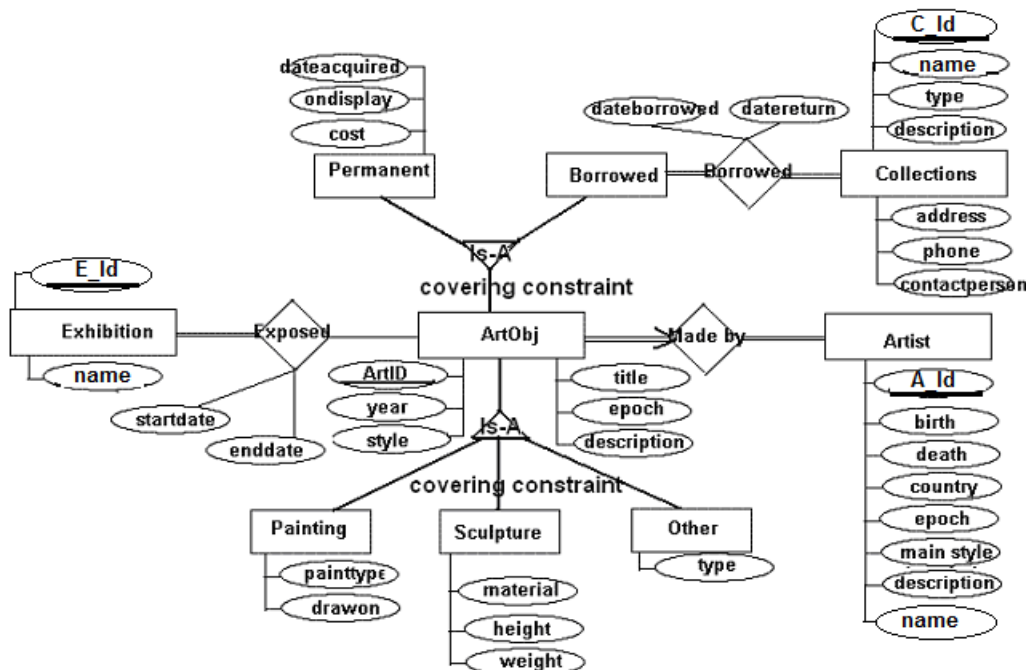 C_Id
name
type
description
dateacquired
ondisplay
cost
dateborrowed
datereturn
Permanent
Borrowed
Borrowed
Collections
address
phone
contactperson
Is-A
covering constraint
E_Id
Exhibition
Exposed
ArtObj
Made by
Artist
name
startdate
enddate
ArtID
year
style
title
epoch
description
Is-A
covering constraint
A_Id
birth
death
country
epoch
main style
description
name
Painting
painttype
drawon
Sculpture
material
height
weight
Other
type